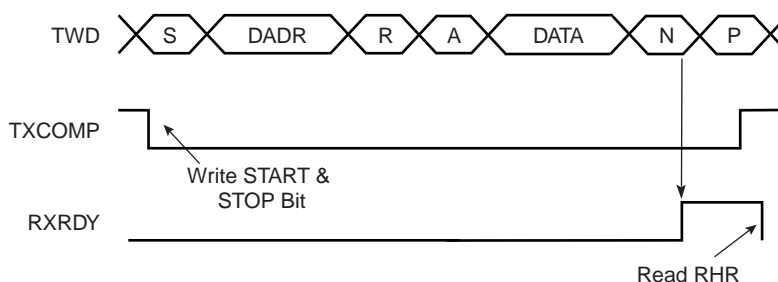 TWD S DADR R A DATA N P
TXCOMP
Write START &
STOP Bit
RXRDY
Read RHR